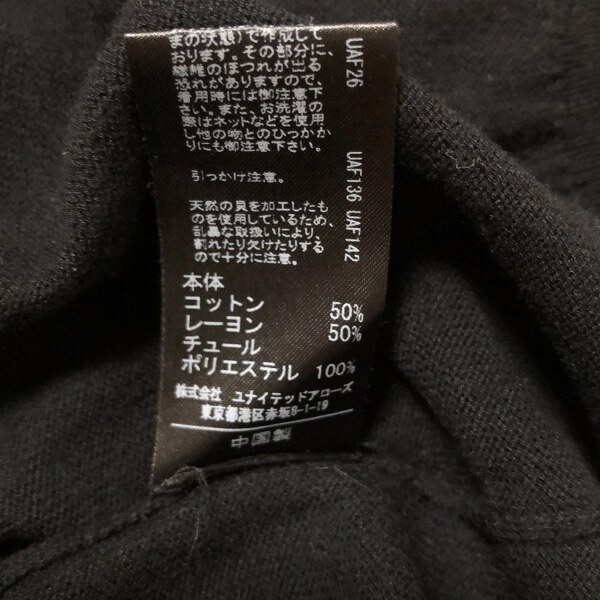 まの状態)で作成して
おります。その部分に、
繊維のほつれが出る
恐れがありますので、
着用時には御注意下
さい。また、お洗濯の
際はネットなどを使用
し他の物とのひっかか
りにも御注意下さい。
引っかけ注意。
天然の貝を加工したも
のを使用しているため、
乱暴な取扱いにより、
割れたり欠けたりする
ので十分に注意。
本体
コットン 50%
レーヨン 50%
チュール
ポリエステル 100%
株式会社 ユナイテッドアローズ
東京都港区赤坂8-1-19
中国製
UAF26
UAF136 UAF142